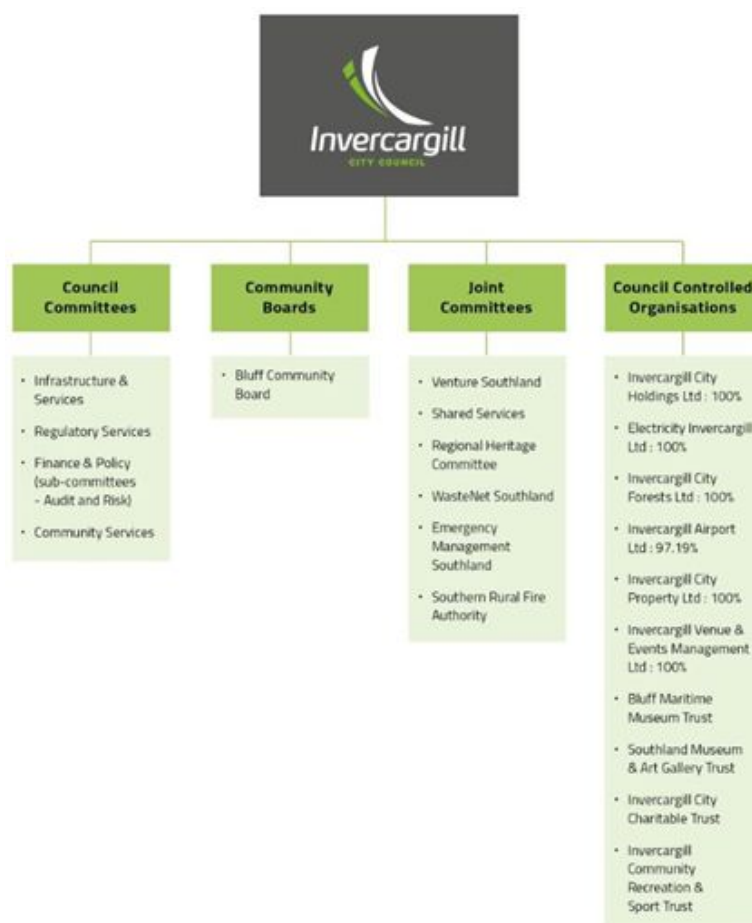 Invercargill
CITY COUNCIL
Council
Committees
• Infrastructure &
Services
• Regulatory Services
• Finance & Policy
(sub-committees
- Audit and Risk)
• Community Services
Community
Boards
• Bluff Community
Board
Joint
Committees
• Venture Southland
• Shared Services
• Regional Heritage
Committee
• WasteNet Southland
• Emergency
Management
Southland
• Southern Rural Fire
Authority
Council Controlled
Organisations
• Invercargill City
Holdings Ltd : 100%
• Electricity Invercargill
Ltd : 100%
• Invercargill City
Forests Ltd : 100%
• Invercargill Airport
Ltd : 97.19%
• Invercargill City
Property Ltd : 100%
• Invercargill Venue &
Events Management
Ltd : 100%
• Bluff Maritime
Museum Trust
• Southland Museum
& Art Gallery Trust
• Invercargill City
Charitable Trust
• Invercargill
Community
Recreation &
Sport Trust